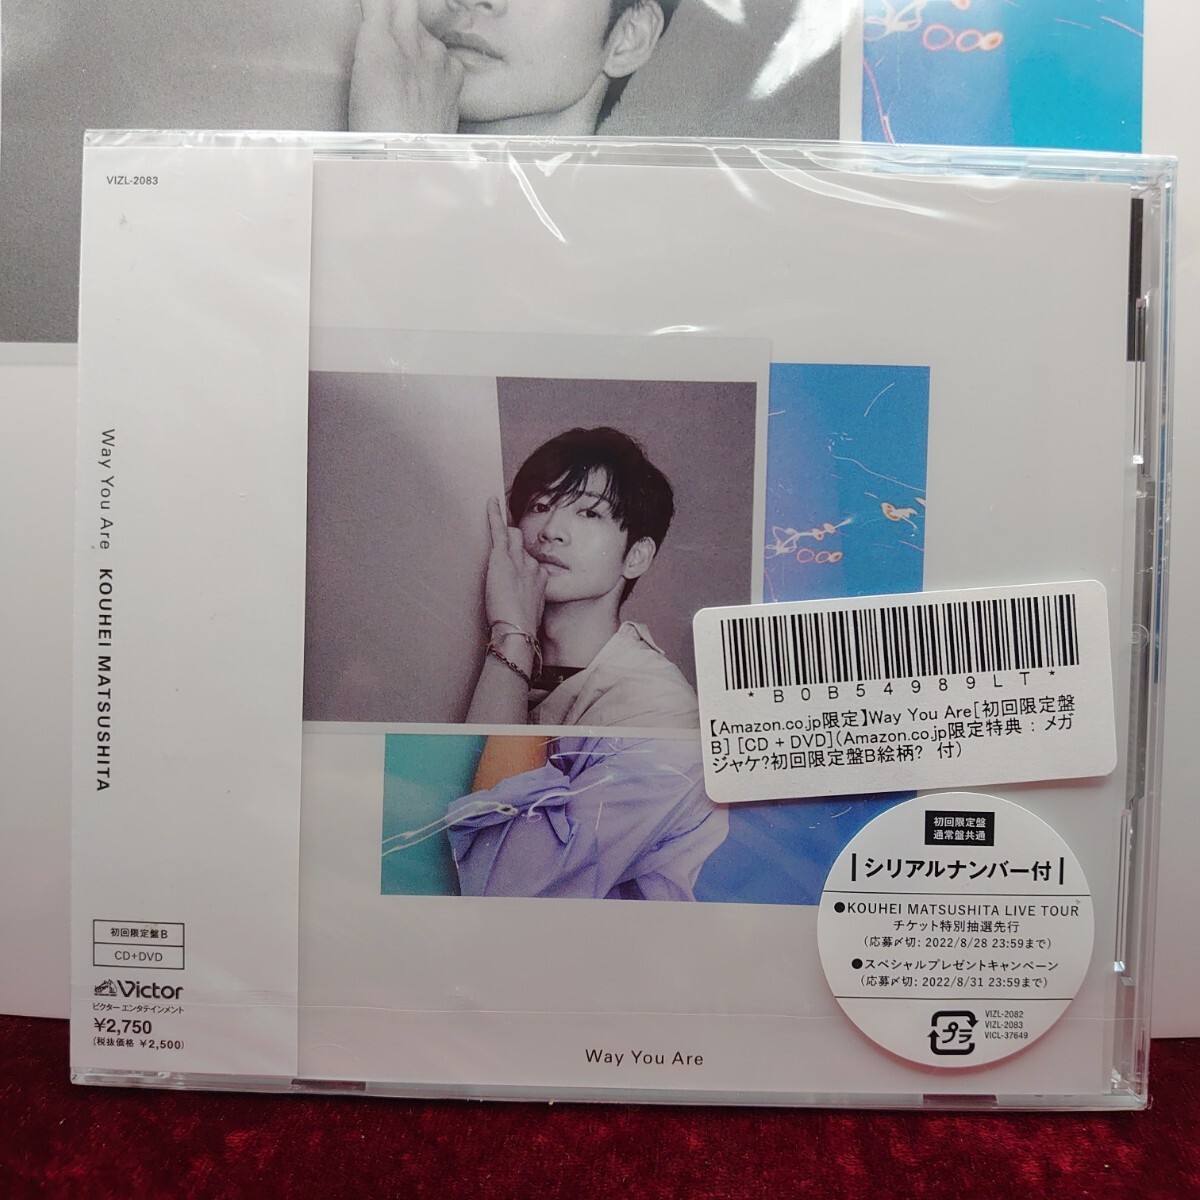 VIZL-2083
Way You Are KOUHEI MATSUSHITA
初回限定盤B
CD+DVD
Victor
ビクターエンタテインメント
¥2,750
(税抜価格 ¥2,500)
*B0B54989LT*
【Amazon.co.jp限定】Way You Are[初回限定盤
B] [CD + DVD](Amazon.co.jp限定特典 : メガ
ジャケ?初回限定盤B絵柄? 付)
初回限定盤
通常盤共通
シリアルナンバー付
●KOUHEI MATSUSHITA LIVE TOUR
チケット特別抽選先行
(応募〆切: 2022/8/28 23:59まで)
●スペシャルプレゼントキャンペーン
(応募〆切: 2022/8/31 23:59まで)
プラ
VIZL-2082
VIZL-2083
VICL-37649
Way You Are